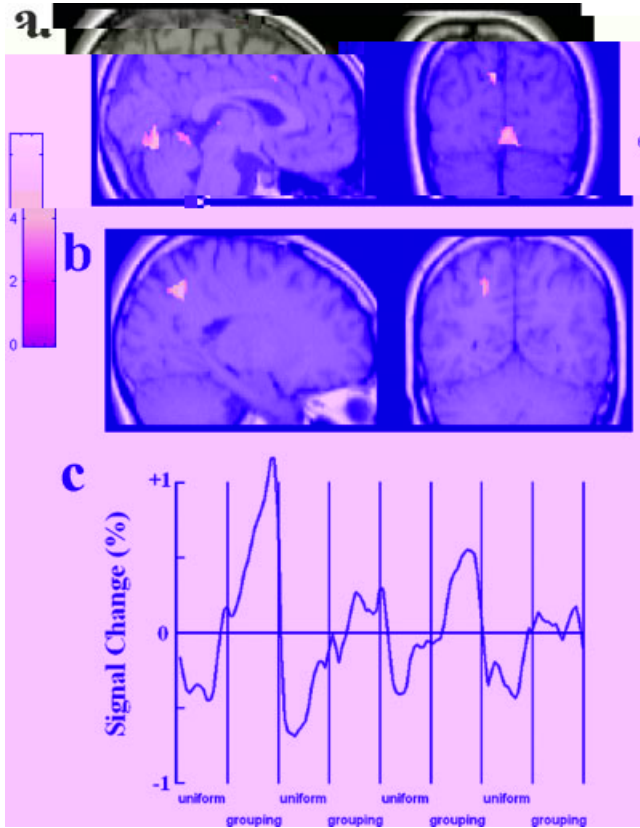 a.
4
2
0
b
c
+1
0
-1
Signal Change (%)
uniform uniform uniform uniform
grouping grouping grouping grouping